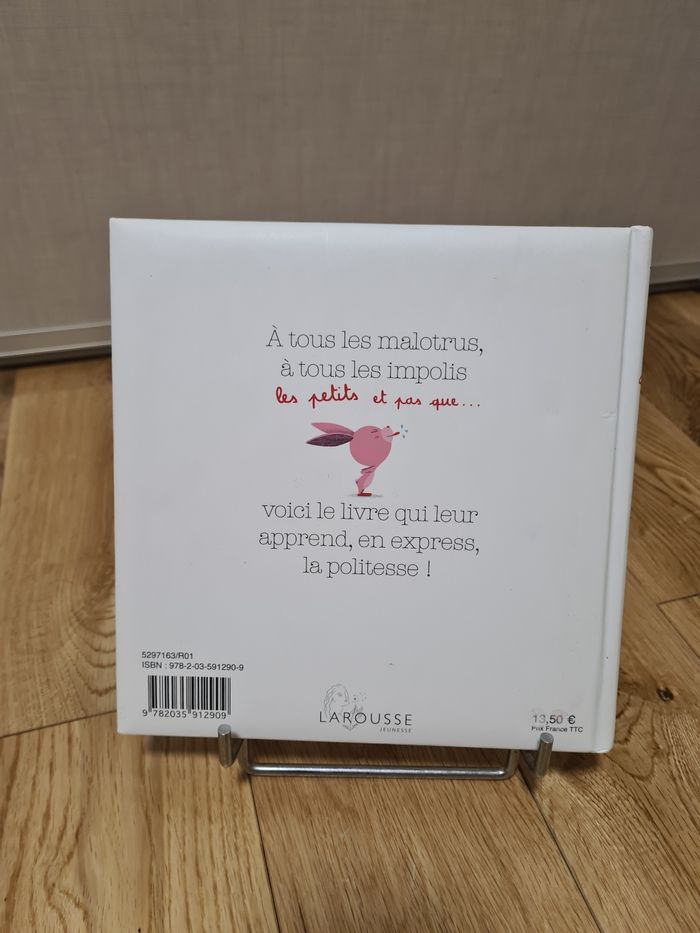 À tous les malotrus,
à tous les impolis
les petits et pas que...
voici le livre qui leur
apprend, en express,
la politesse !
5297163/R01
ISBN : 978-2-03-591290-9
9 782035 912909
LAROUSSE
JEUNESSE
13,50 €
Prix France TTC